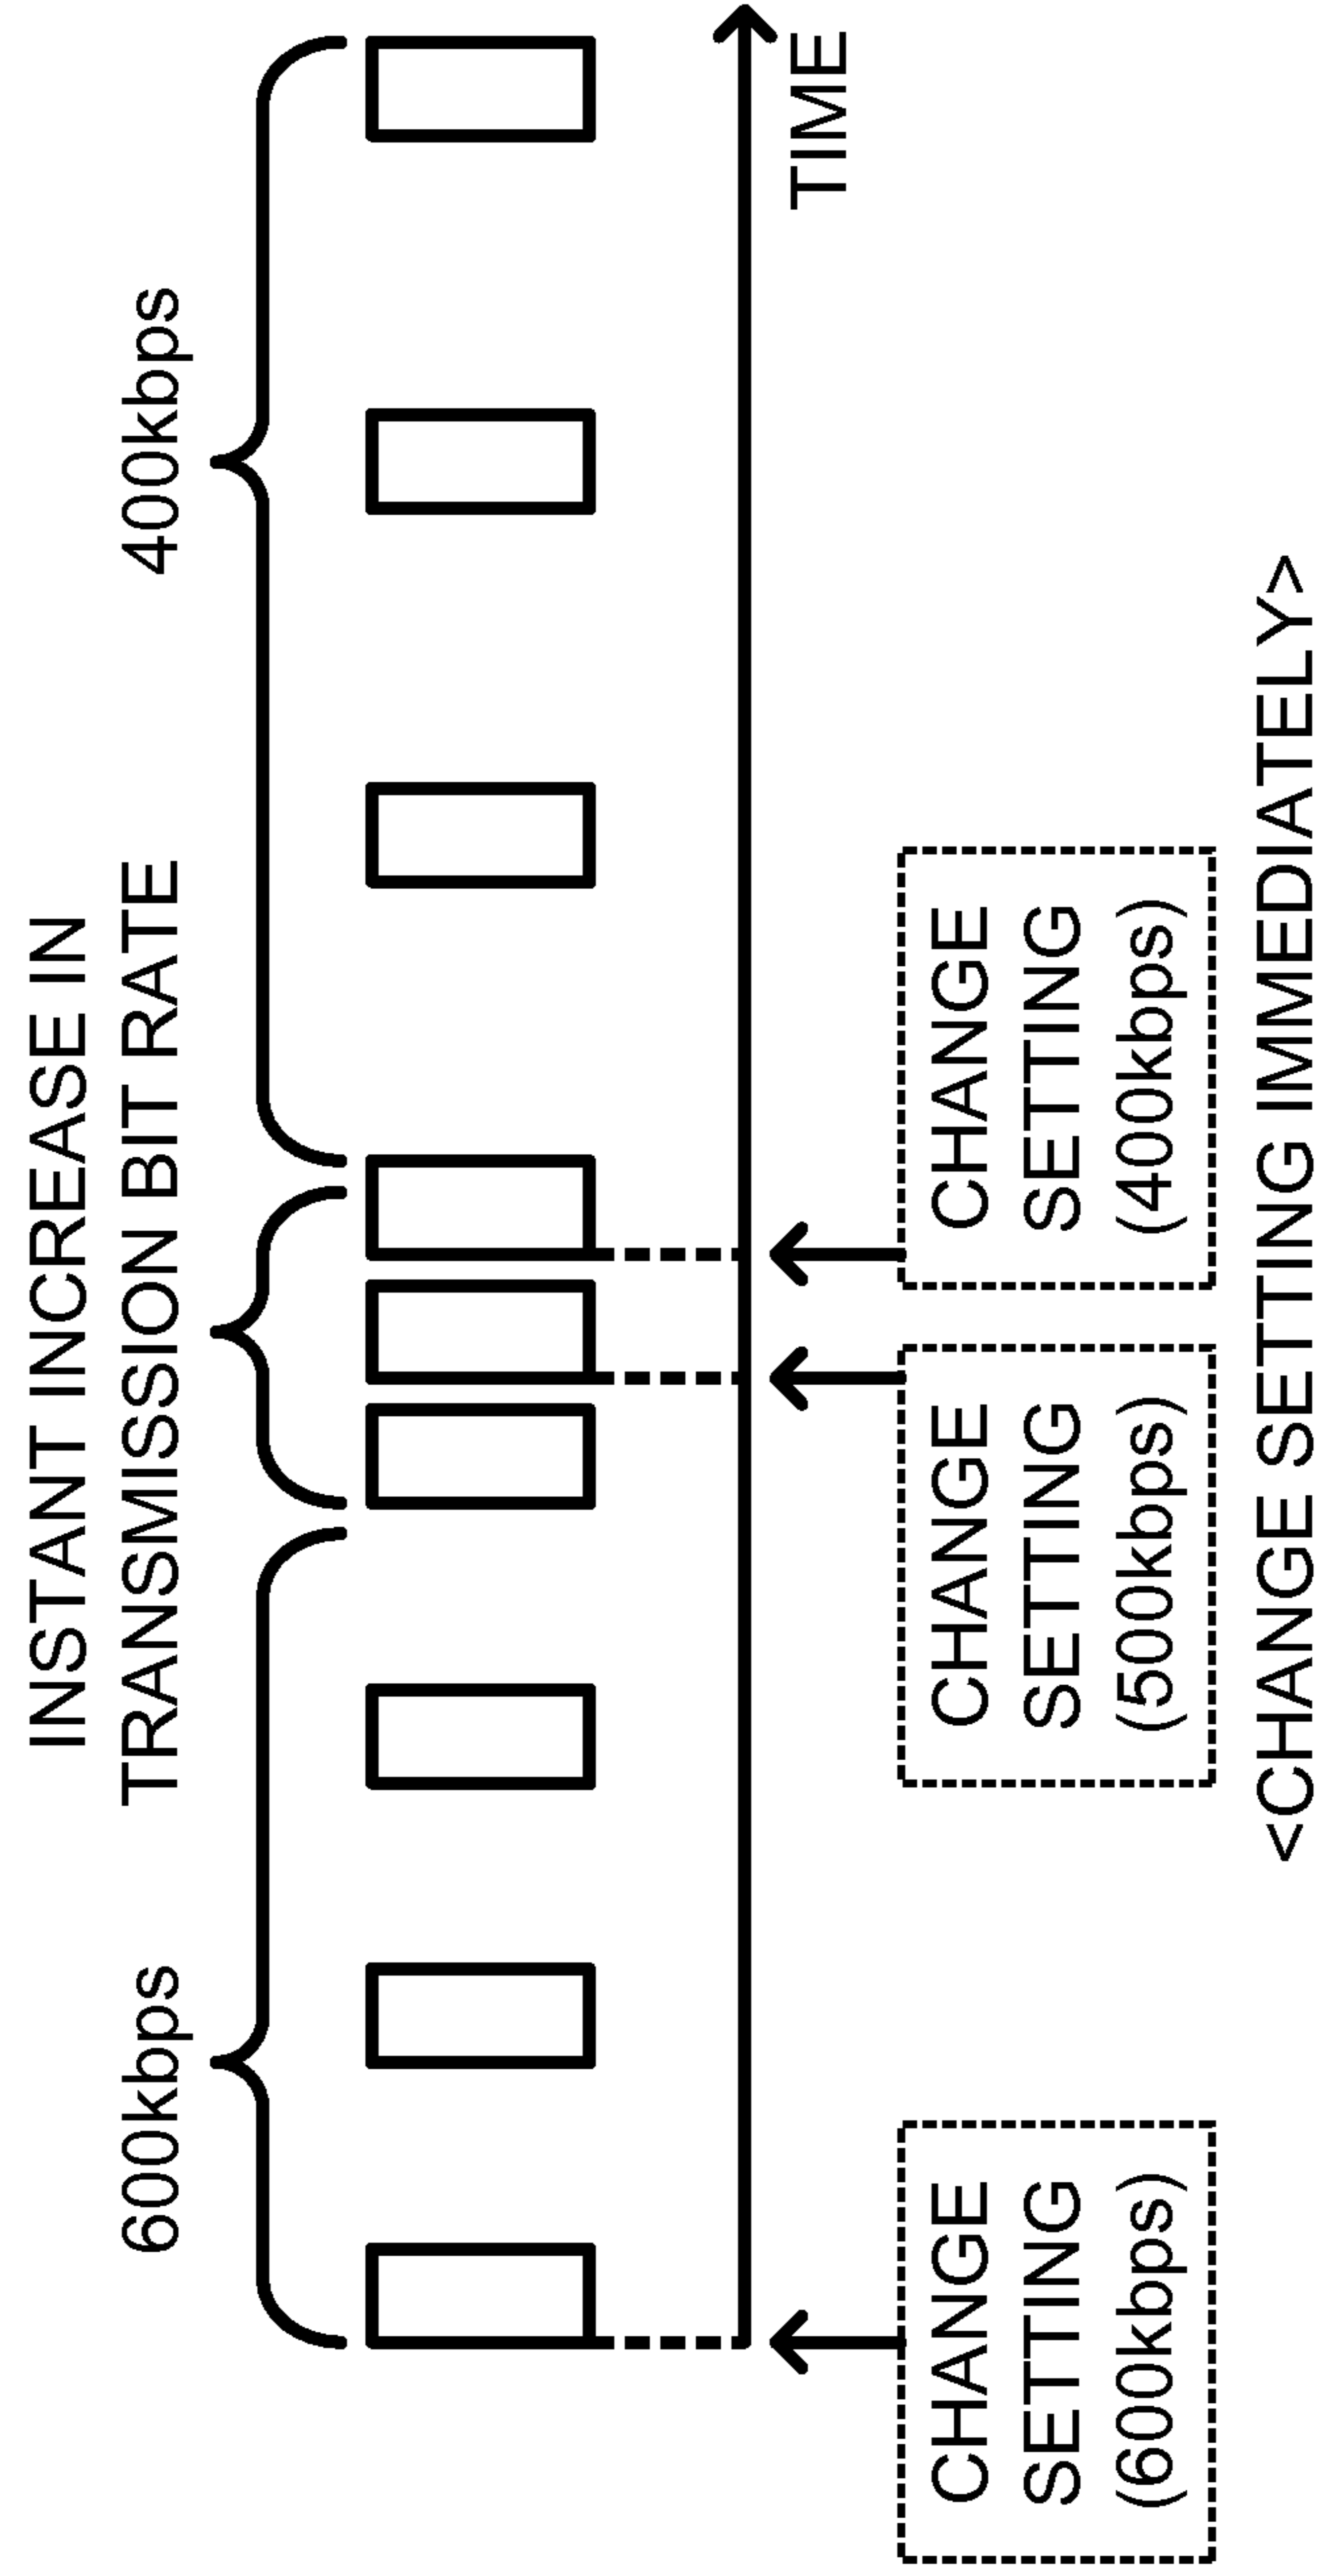 INSTANT INCREASE IN
600kbps
TRANSMISSION BIT RATE
400kbps
TIME
CHANGE
SETTING
(600kbps)
CHANGE
SETTING
(500kbps)
CHANGE
SETTING
(400kbps)
<CHANGE SETTING IMMEDIATELY>